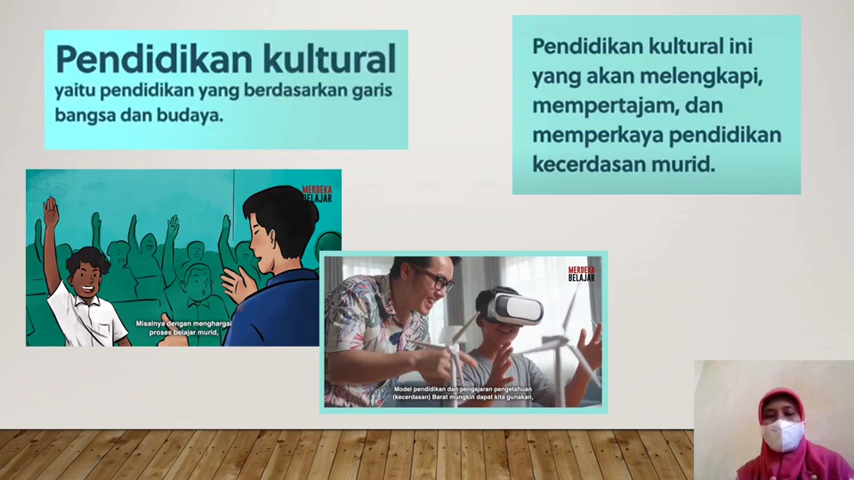 Pendidikan kultural
yaitu pendidikan yang berdasarkan garis
bangsa dan budaya.
Pendidikan kultural ini
yang akan melengkapi,
mempertajam, dan
memperkaya pendidikan
kecerdasan murid.
MERDEKA
BELAJAR
Misalnya dengan menghargai
proses belajar murid,
MERDEKA
BELAJAR
Model pendidikan dan pengajaran pengetahuan
(kecerdasan) Barat mungkin dapat kita gunakan,